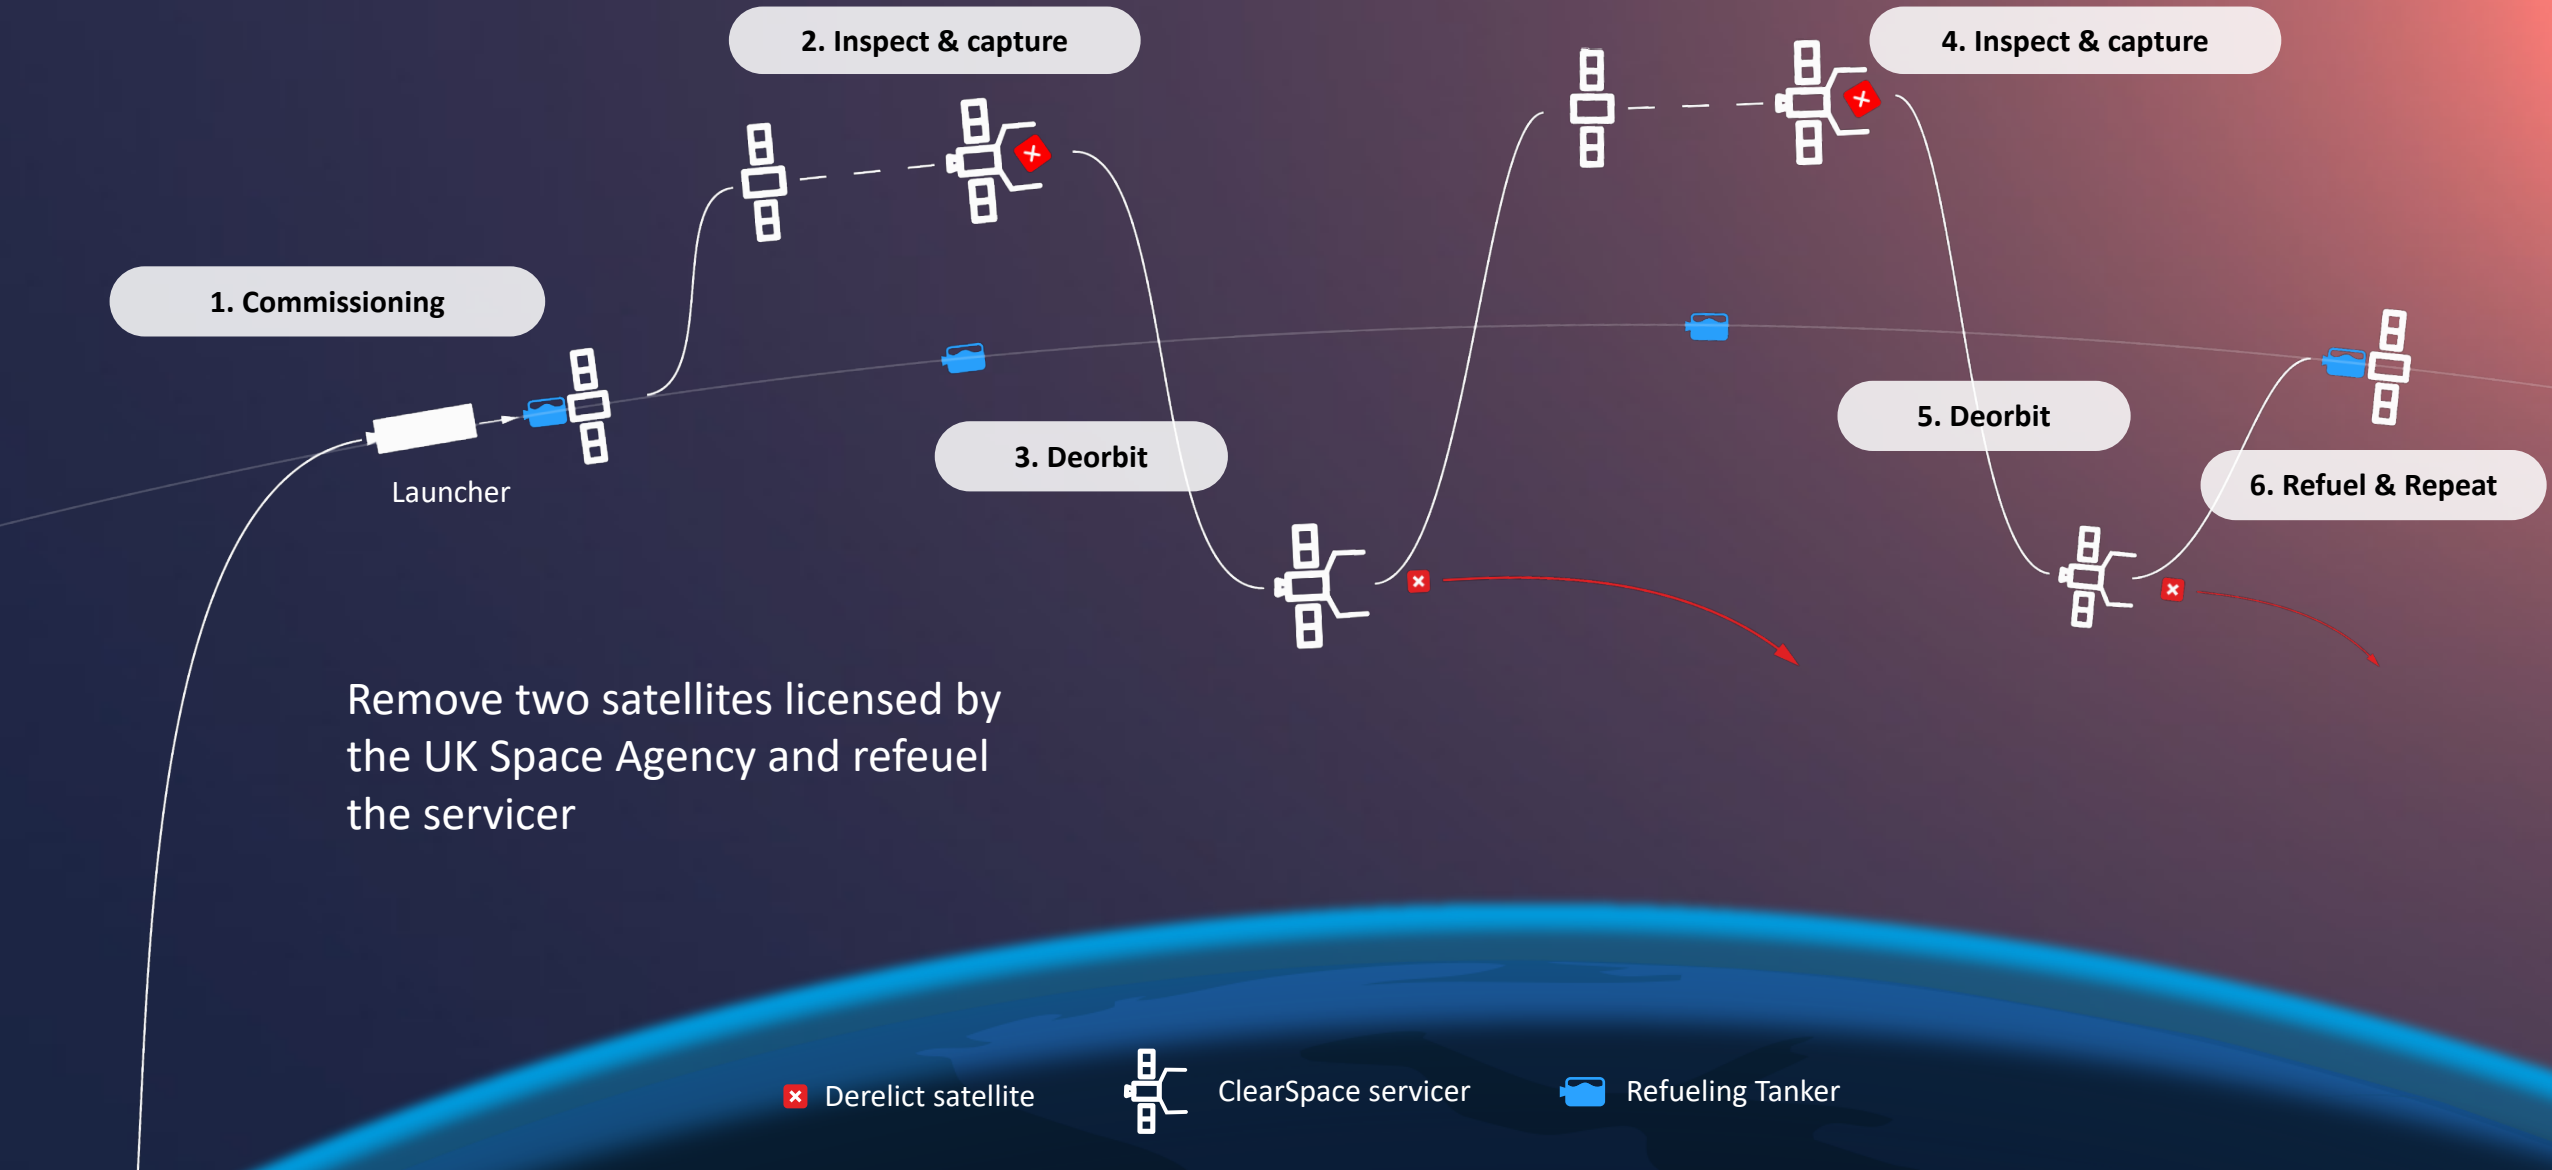 2. Inspect & capture
4. Inspect & capture
1. Commissioning
Launcher
3. Deorbit
5. Deorbit
6. Refuel & Repeat
Remove two satellites licensed by
the UK Space Agency and refeuel
the servicer
Derelict satellite
ClearSpace servicer
Refueling Tanker